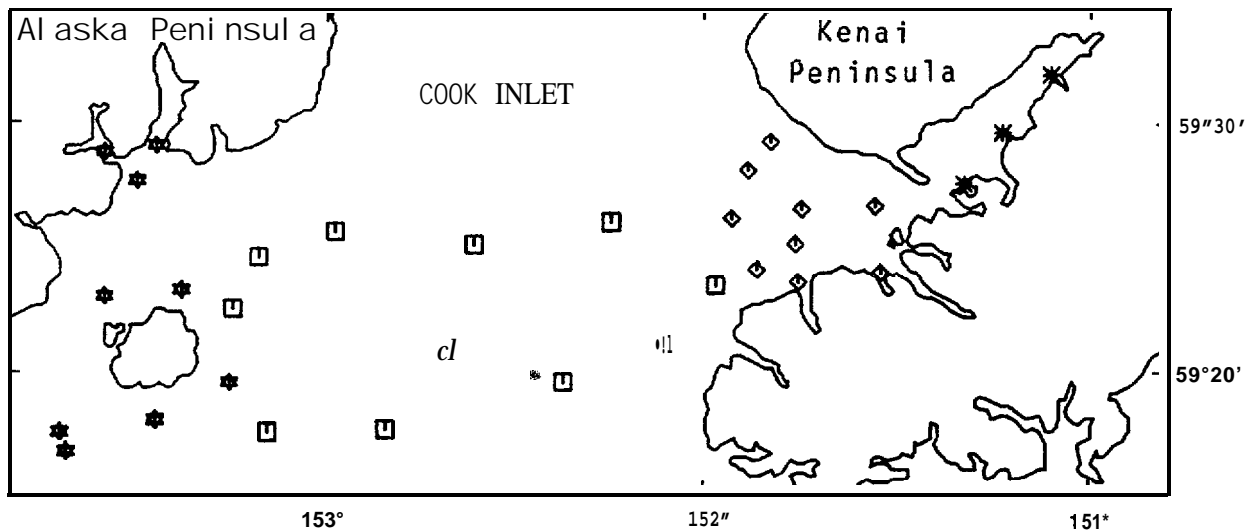 Al aska Peni nsul a
Kenai
Peninsula
COOK INLET
59"30'
cl
59°20'
153°
152"
151*